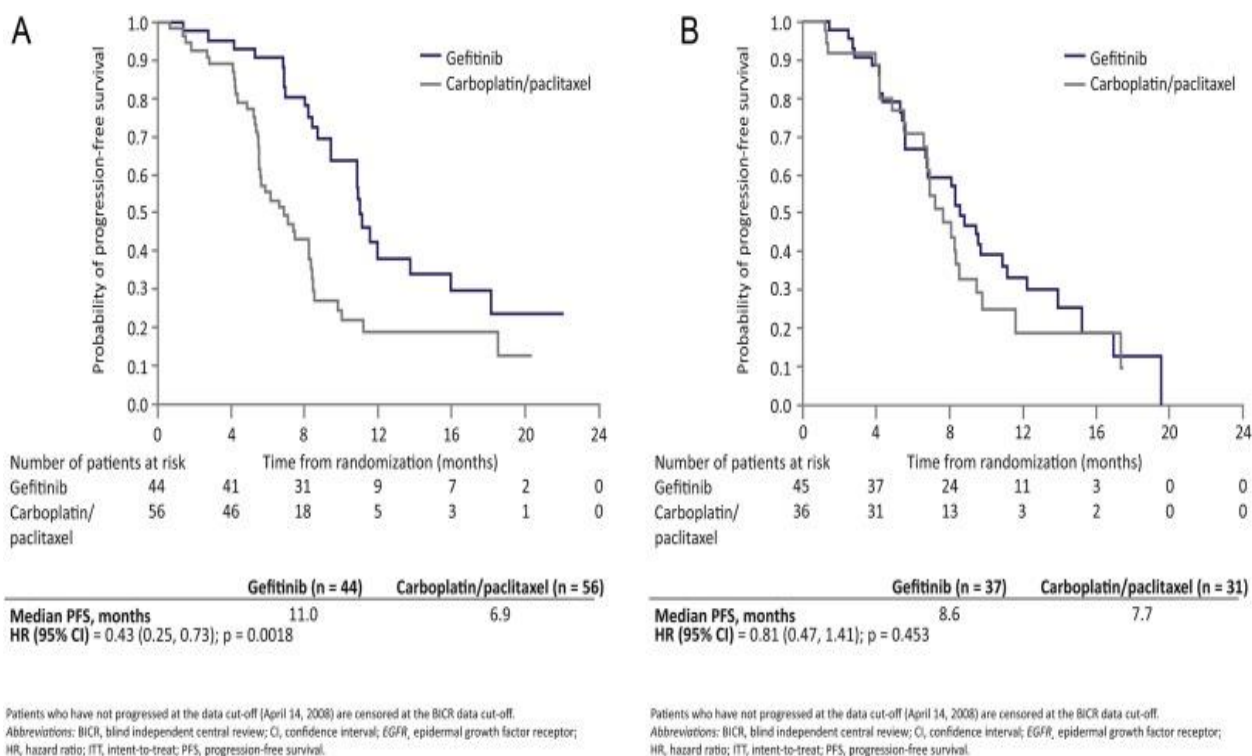 A
Probability of progression-free survival
1.0
0.9
0.8
0.7
0.6
0.5
0.4
0.3
0.2
0.1
0.0
Gefitinib
Carboplatin/paclitaxel
0 4 8 12 16 20 24
Number of patients at risk Time from randomization (months)
Gefitinib 44 41 31 9 7 2 0
Carboplatin/ 56 46 18 5 3 1 0
paclitaxel
Gefitinib (n = 44) Carboplatin/paclitaxel (n = 56)
Median PFS, months 11.0 6.9
HR (95% CI) = 0.43 (0.25, 0.73); p = 0.0018
Patients who have not progressed at the data cut-off (April 14, 2008) are censored at the BICR data cut-off.
Abbreviations: BICR, blind independent central review; CI, confidence interval; EGFR, epidermal growth factor receptor;
HR, hazard ratio; ITT, intent-to-treat; PFS, progression-free survival.
B
Probability of progression-free survival
1.0
0.9
0.8
0.7
0.6
0.5
0.4
0.3
0.2
0.1
0.0
Gefitinib
Carboplatin/paclitaxel
0 4 8 12 16 20 24
Number of patients at risk Time from randomization (months)
Gefitinib 45 37 24 11 3 0 0
Carboplatin/ 36 31 13 3 2 0 0
paclitaxel
Gefitinib (n = 37) Carboplatin/paclitaxel (n = 31)
Median PFS, months 8.6 7.7
HR (95% CI) = 0.81 (0.47, 1.41); p = 0.453
Patients who have not progressed at the data cut-off (April 14, 2008) are censored at the BICR data cut-off.
Abbreviations: BICR, blind independent central review; CI, confidence interval; EGFR, epidermal growth factor receptor;
HR, hazard ratio; ITT, intent-to-treat; PFS, progression-free survival.